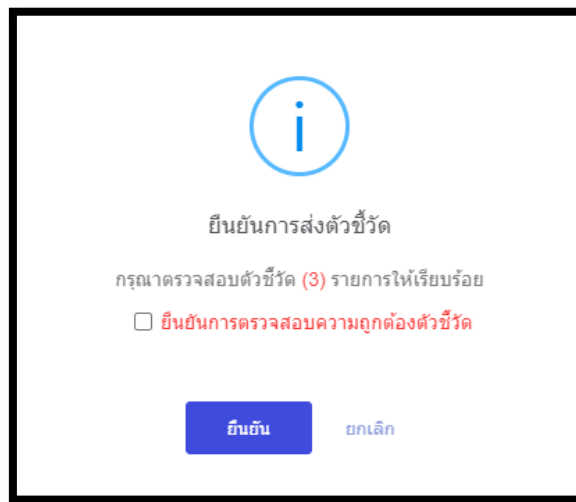 ยืนยันการส่งตัวชี้วัด
กรุณาตรวจสอบตัวชี้วัด (3) รายการให้เรียบร้อย
ยืนยันการตรวจสอบความถูกต้องตัวชี้วัด
ยืนยัน ยกเลิก